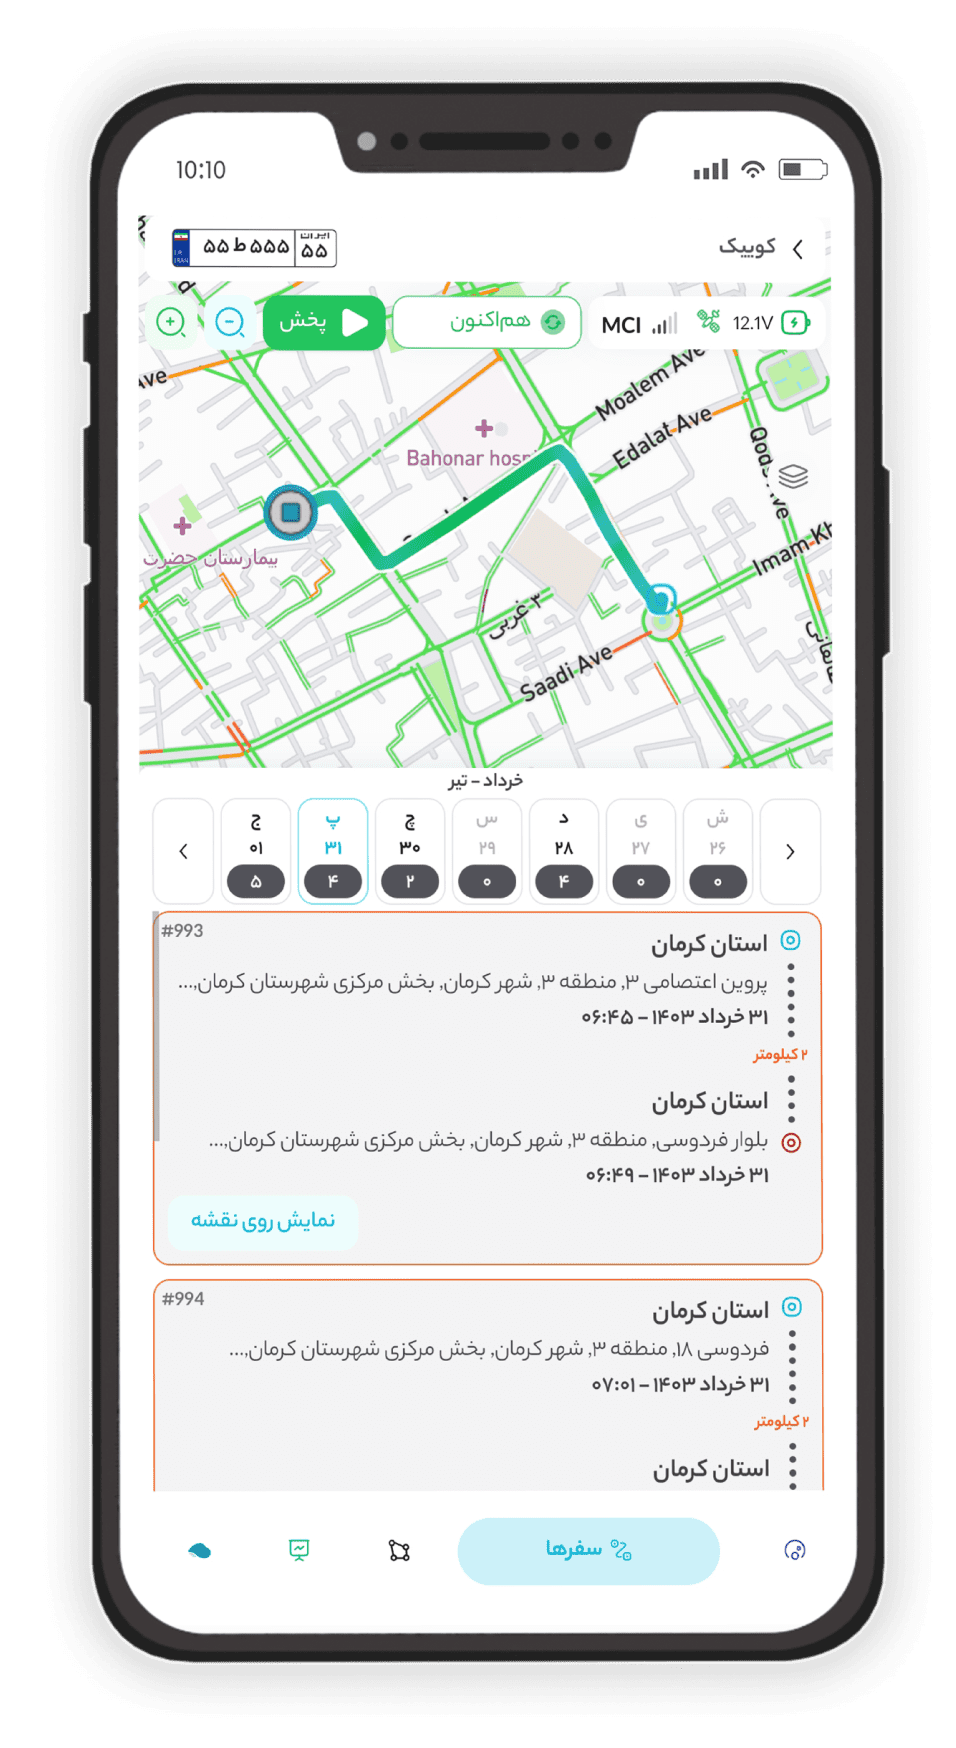 10:10
کوییک
ایران
۵۵ ط ۵۵۵ ۵۵
I.R.
IRAN
12.1V
MCI
هم‌اکنون
پخش
Moalem Ave
Edalat Ave
Ave
Bahonar hosp
بیمارستان حضرت
۳ غربی
Saadi Ave
Imam Kh
خرداد - تیر
ش ی د س چ پ ج
۲۶ ۲۷ ۲۸ ۲۹ ۳۰ ۳۱ ۰۱
۰ ۰ ۴ ۰ ۲ ۴ ۵
#993
استان کرمان
پروین اعتصامی ۳, منطقه ۳, شهر کرمان, بخش مرکزی شهرستان کرمان,...
۳۱ خرداد ۱۴۰۳ - ۰۶:۴۵
۲ کیلومتر
استان کرمان
بلوار فردوسی, منطقه ۳, شهر کرمان, بخش مرکزی شهرستان کرمان,...
۳۱ خرداد ۱۴۰۳ - ۰۶:۴۹
نمایش روی نقشه
#994
استان کرمان
فردوسی ۱۸, منطقه ۳, شهر کرمان, بخش مرکزی شهرستان کرمان,...
۳۱ خرداد ۱۴۰۳ - ۰۷:۰۱
۲ کیلومتر
استان کرمان
سفرها